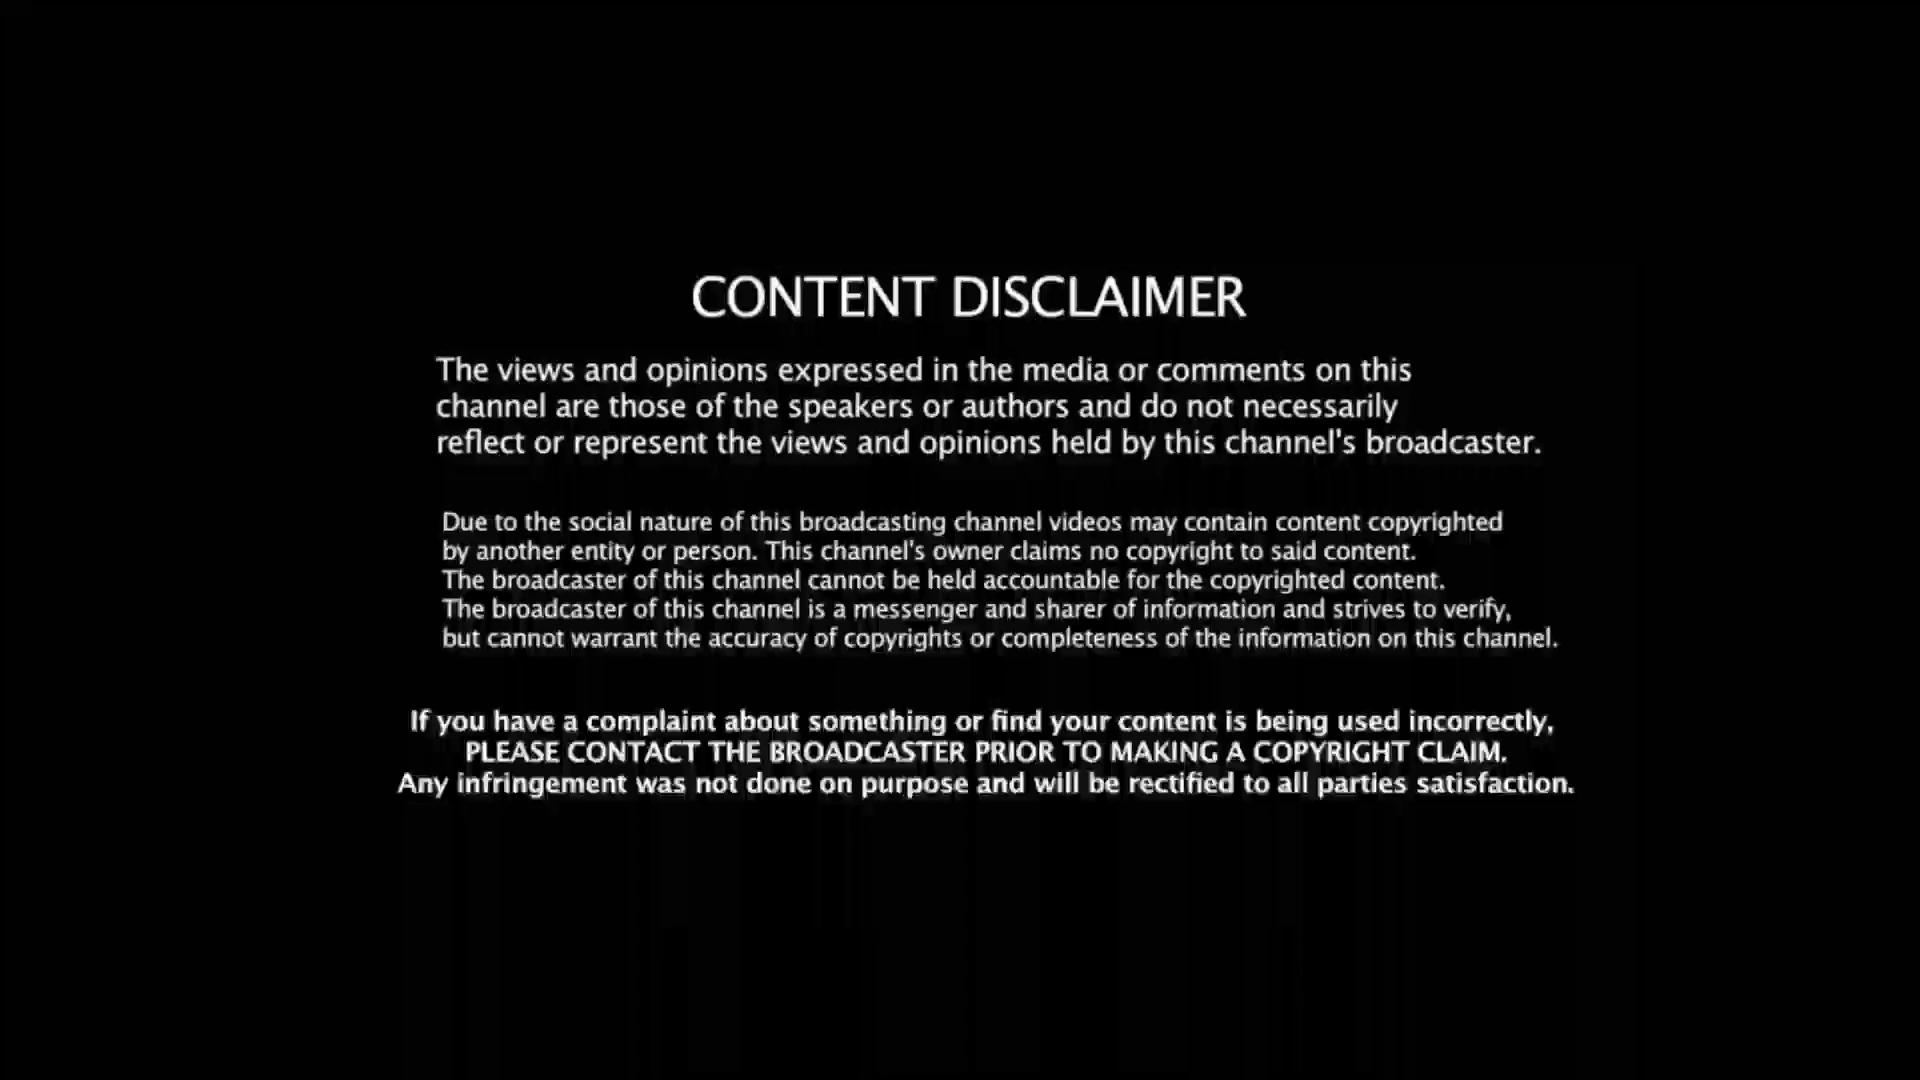 CONTENT DISCLAIMER
The views and opinions expressed in the media or comments on this
channel are those of the speakers or authors and do not necessarily
reflect or represent the views and opinions held by this channel's broadcaster.
Due to the social nature of this broadcasting channel videos may contain content copyrighted
by another entity or person. This channel's owner claims no copyright to said content.
The broadcaster of this channel cannot be held accountable for the copyrighted content.
The broadcaster of this channel is a messenger and sharer of information and strives to verify,
but cannot warrant the accuracy of copyrights or completeness of the information on this channel.
If you have a complaint about something or find your content is being used incorrectly,
PLEASE CONTACT THE BROADCASTER PRIOR TO MAKING A COPYRIGHT CLAIM.
Any infringement was not done on purpose and will be rectified to all parties satisfaction.